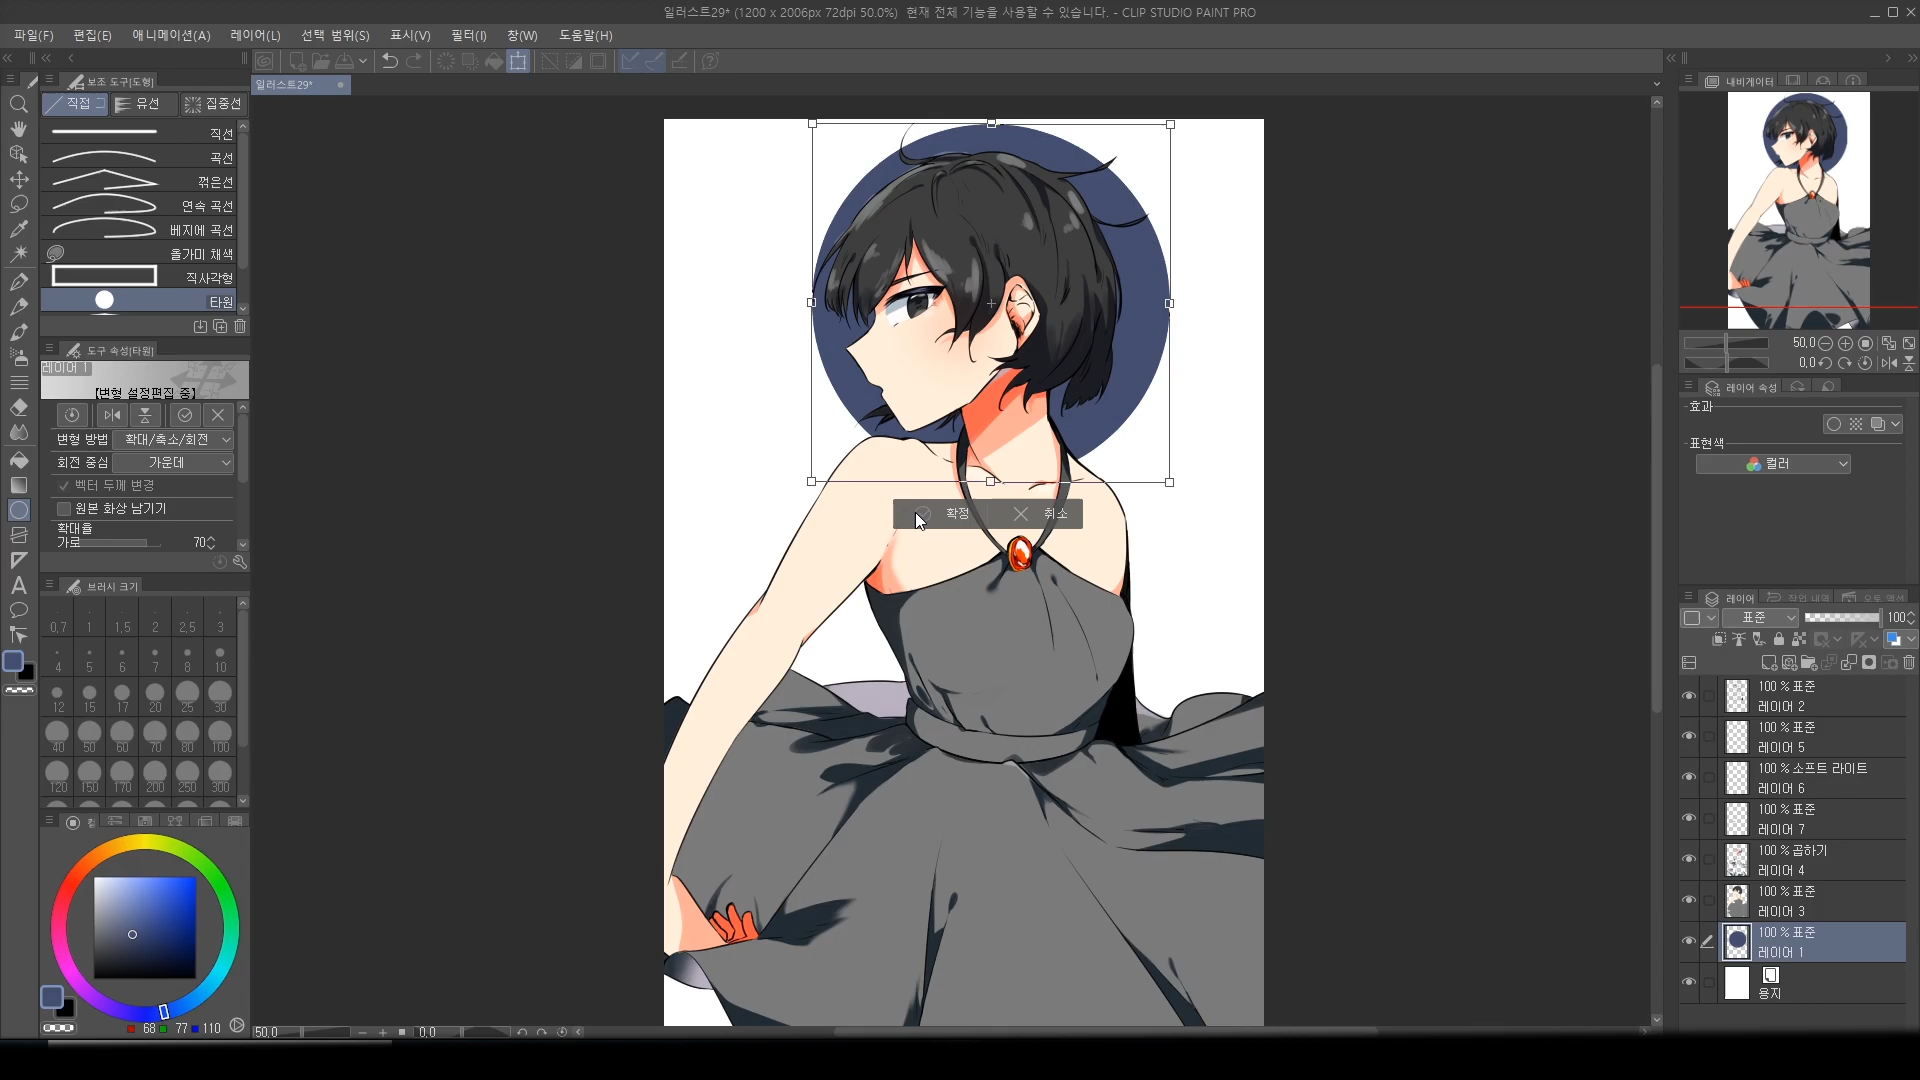 일러스트29* (1200 x 2006px 72dpi 50.0%)  현재 전체 기능을 사용할 수 있습니다. - CLIP STUDIO PAINT PRO
파일(F) 편집(E) 애니메이션(A) 레이어(L) 선택 범위(S) 표시(V) 필터(I) 창(W) 도움말(H)
보조 도구[도형]
일러스트29*
내비게이터
직접 유선 집중선
직선
곡선
꺾은선
연속 곡선
베지에 곡선
올가미 채색
직사각형
타원
도구 속성[타원]
레이어 1
[변형 설정편집 중]
변형 방법 확대/축소/회전
회전 중심 가운데
벡터 두께 변경
원본 화상 남기기
확대율
가로 70
브러시 크기
0.7 1 1.5 2 2.5 3
4 5 6 7 8 10
12 15 17 20 25 30
40 50 60 70 80 100
120 150 170 200 250 300
컬
68 77 110
확정 취소
50.0 0.0
50.0
0.0
레이어 속성
효과
표현색
컬러
레이어 작업 내역 오토 액션
표준 100
100 % 표준
레이어 2
100 % 표준
레이어 5
100 % 소프트 라이트
레이어 6
100 % 표준
레이어 7
100 % 곱하기
레이어 4
100 % 표준
레이어 3
100 % 표준
레이어 1
용지